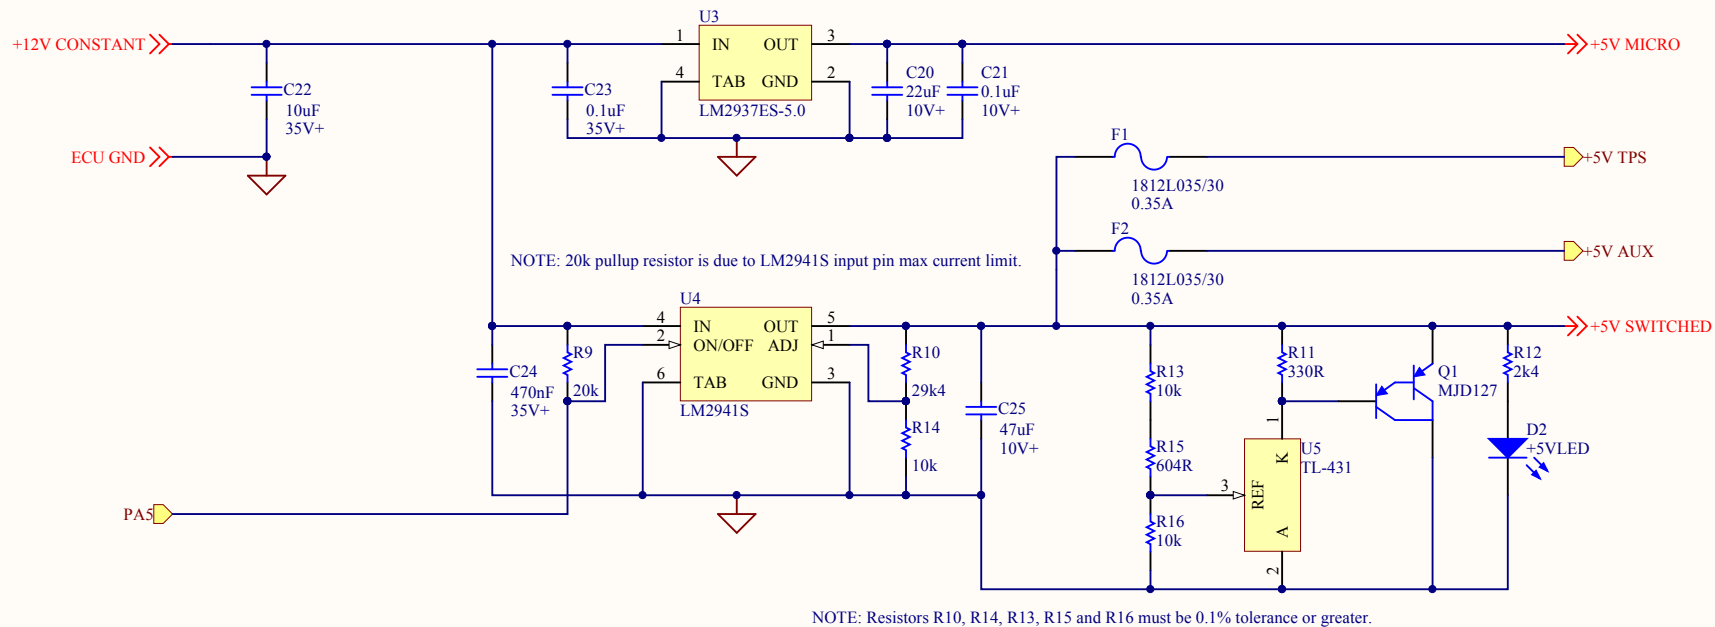 U3
+12V CONSTANT
1
IN
OUT
3
+5V MICRO
4
TAB
GND
2
C22
10uF
35V+
C23
0.1uF
35V+
LM2937ES-5.0
C20
22uF
10V+
C21
0.1uF
10V+
ECU GND
F1
1812L035/30
0.35A
+5V TPS
F2
1812L035/30
0.35A
+5V AUX
NOTE: 20k pullup resistor is due to LM2941S input pin max current limit.
U4
4
IN
OUT
5
+5V SWITCHED
2
ON/OFF
ADJ
1
6
TAB
GND
3
LM2941S
C24
470nF
35V+
R9
20k
R10
29k4
R14
10k
C25
47uF
10V+
R13
10k
R15
604R
R16
10k
R11
330R
1
K
U5
TL-431
3
REF
A
2
Q1
MJD127
R12
2k4
D2
+5VLED
PA5
NOTE: Resistors R10, R14, R13, R15 and R16 must be 0.1% tolerance or greater.